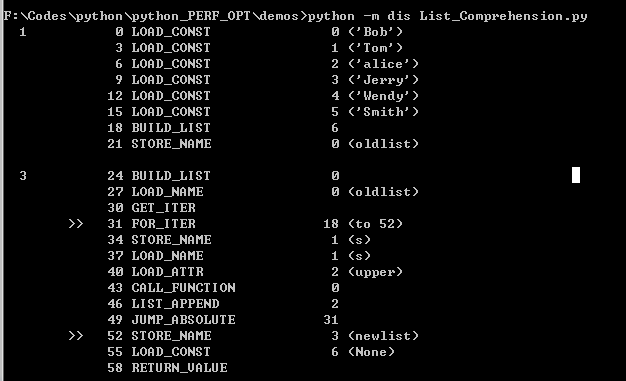 F:\Codes\python\python_PERF_OPT\demos>python -m dis List_Comprehension.py
1 0 LOAD_CONST 0 ('Bob')
3 LOAD_CONST 1 ('Tom')
6 LOAD_CONST 2 ('alice')
9 LOAD_CONST 3 ('Jerry')
12 LOAD_CONST 4 ('Wendy')
15 LOAD_CONST 5 ('Smith')
18 BUILD_LIST 6
21 STORE_NAME 0 (oldlist)
3 24 BUILD_LIST 0
27 LOAD_NAME 0 (oldlist)
30 GET_ITER
>> 31 FOR_ITER 18 (to 52)
34 STORE_NAME 1 (s)
37 LOAD_NAME 1 (s)
40 LOAD_ATTR 2 (upper)
43 CALL_FUNCTION 0
46 LIST_APPEND 2
49 JUMP_ABSOLUTE 31
>> 52 STORE_NAME 3 (newlist)
55 LOAD_CONST 6 (None)
58 RETURN_VALUE